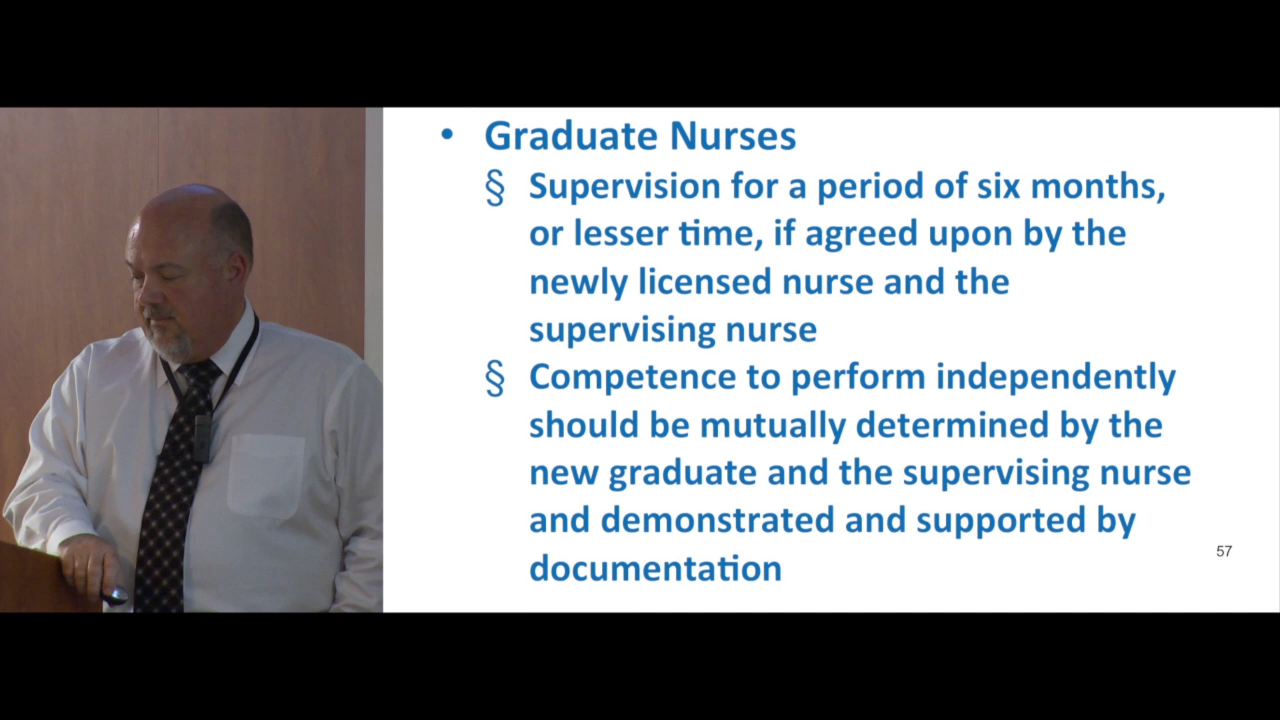 • Graduate Nurses
§ Supervision for a period of six months,
or lesser time, if agreed upon by the
newly licensed nurse and the
supervising nurse
§ Competence to perform independently
should be mutually determined by the
new graduate and the supervising nurse
and demonstrated and supported by
documentation
57